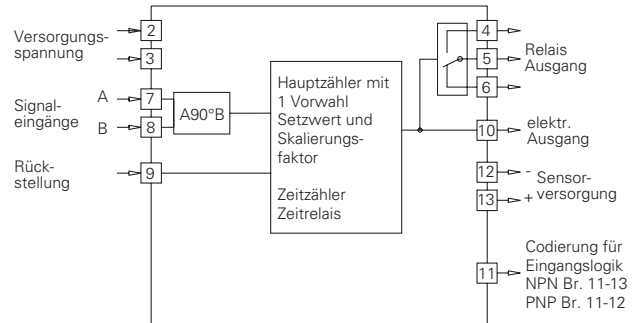 Versorgungs-
spannung
2
3
Signal-
eingänge
A
B
7
8
A90°B
Rück-
stellung
9
Hauptzähler mit
1 Vorwahl
Setzwert und
Skalierungs-
faktor
Zeitzähler
Zeitrelais
4
5
6
Relais
Ausgang
10
elektr.
Ausgang
12
-
13
+
Sensor-
versorgung
11
Codierung für
Eingangslogik
NPN Br. 11-13
PNP Br. 11-12